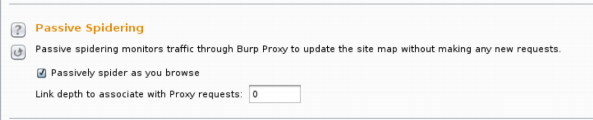 Passive Spidering
Passive spidering monitors traffic through Burp Proxy to update the site map without making any new requests.
Passively spider as you browse
Link depth to associate with Proxy requests: 0